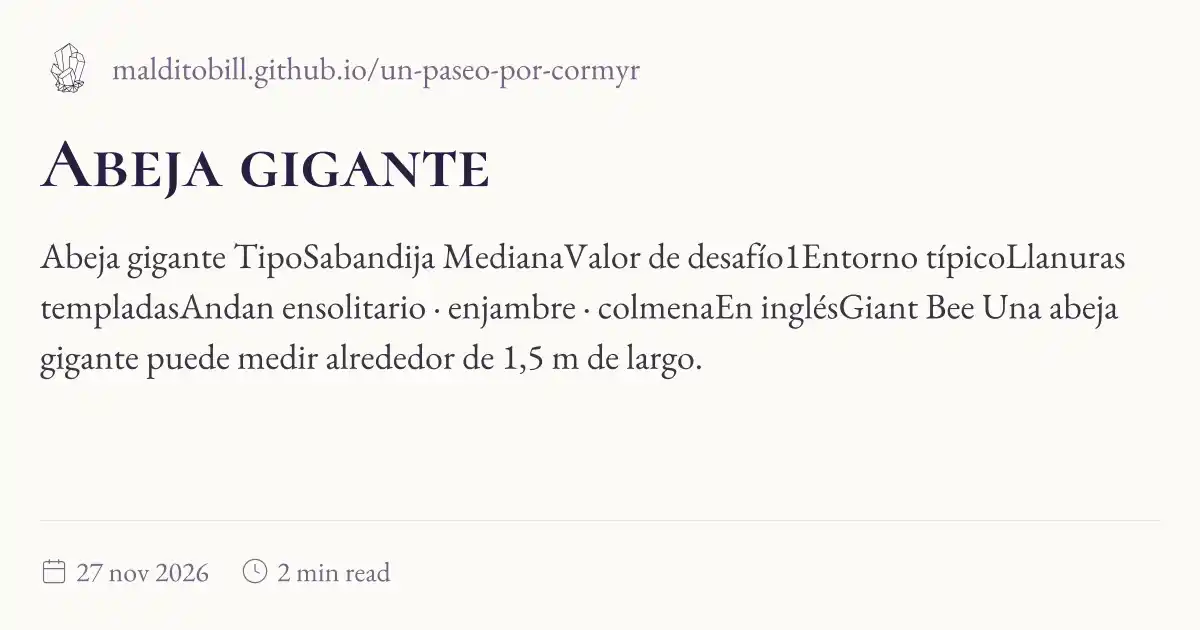 malditobill.github.io/un-paseo-por-cormyr
Abeja gigante
Abeja gigante TipoSabandija MedianaValor de desafío1Entorno típicoLlanuras
templadasAndan ensolitario · enjambre · colmenaEn inglésGiant Bee Una abeja
gigante puede medir alrededor de 1,5 m de largo.
27 nov 2026 2 min read